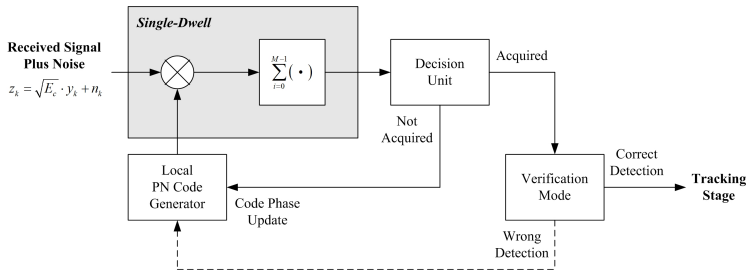 Single-Dwell
Received Signal
Plus Noise
z_k = √E_c · y_k + n_k
M−1
∑(•)
i=0
Decision
Unit
Acquired
Not
Acquired
Local
PN Code
Generator
Code Phase
Update
Verification
Mode
Correct
Detection
Tracking
Stage
Wrong
Detection